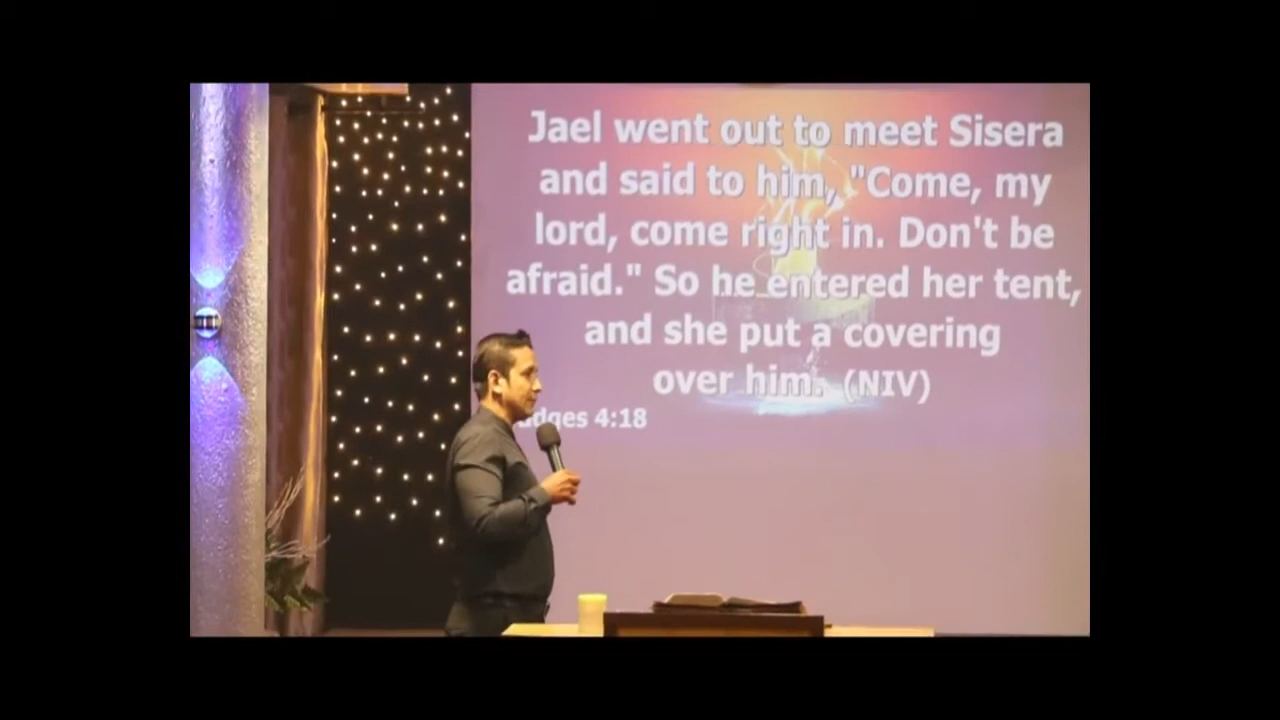 Jael went out to meet Sisera
and said to him, "Come, my
lord, come right in. Don't be
afraid." So he entered her tent,
and she put a covering
over him. (NIV)
4:18